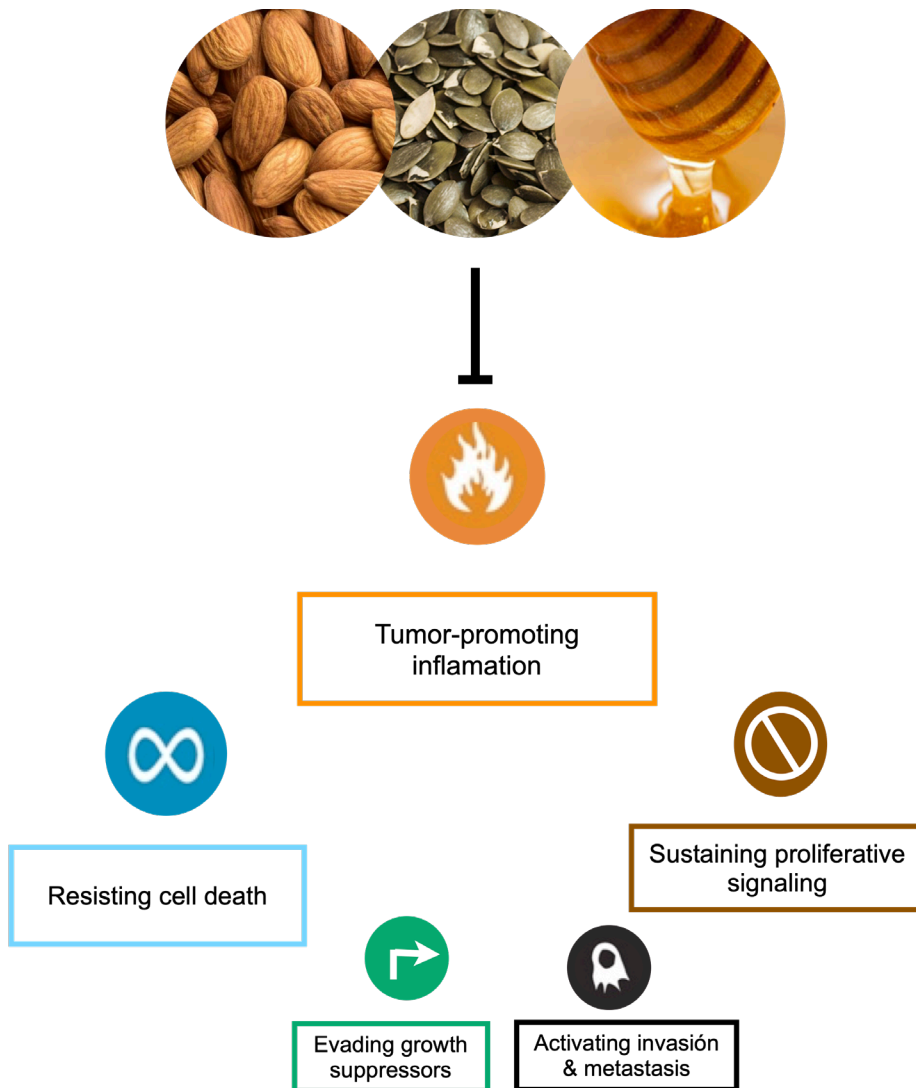 Tumor-promoting
inflamation
Resisting cell death
Sustaining proliferative
signaling
Evading growth
suppressors
Activating invasión
& metastasis